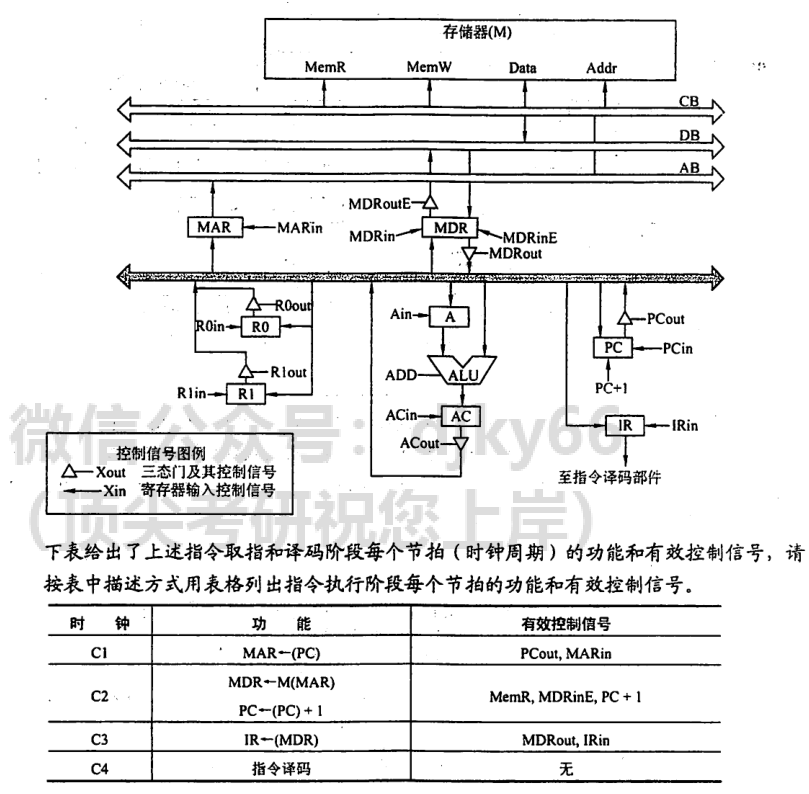 存储器(M)
MemR MemW Data Addr
CB
DB
AB
MDRoutE
MAR MARin
MDRin MDR MDRinE
MDRout
R0out
R0in R0
R1out
R1in R1
Ain A
ADD ALU
ACin AC
ACout
PCout
PC PCin
PC+1
IR IRin
至指令译码部件
控制信号图例
Xout 三态门及其控制信号
Xin 寄存器输入控制信号
微信公众号:djky66
(顶尖考研祝您上岸)
下表给出了上述指令取指和译码阶段每个节拍(时钟周期)的功能和有效控制信号,请
按表中描述方式用表格列出指令执行阶段每个节拍的功能和有效控制信号。
时 钟 功 能 有效控制信号
C1 MAR←(PC) PCout, MARin
C2 MDR←M(MAR) MemR, MDRinE, PC + 1
PC←(PC) + 1
C3 IR←(MDR) MDRout, IRin
C4 指令译码 无